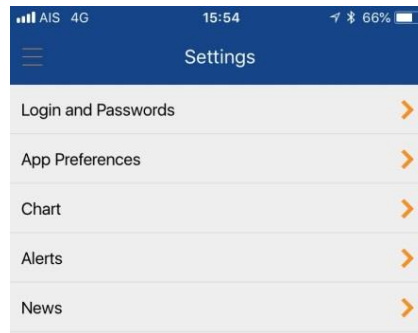 AIS 4G 15:54 66%
Settings
Login and Passwords
App Preferences
Chart
Alerts
News